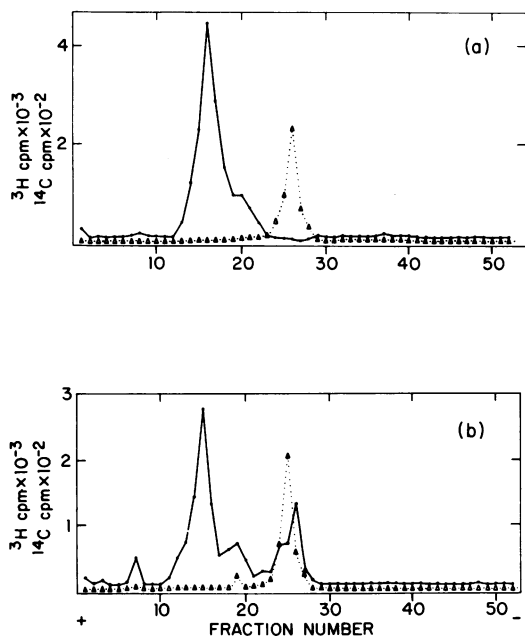 (a)
³H cpm×10⁻³
¹⁴C cpm×10⁻²
4
2
10 20 30 40 50
(b)
³H cpm×10⁻³
¹⁴C cpm×10⁻²
3
2
1
10 20 30 40 50
+ FRACTION NUMBER -